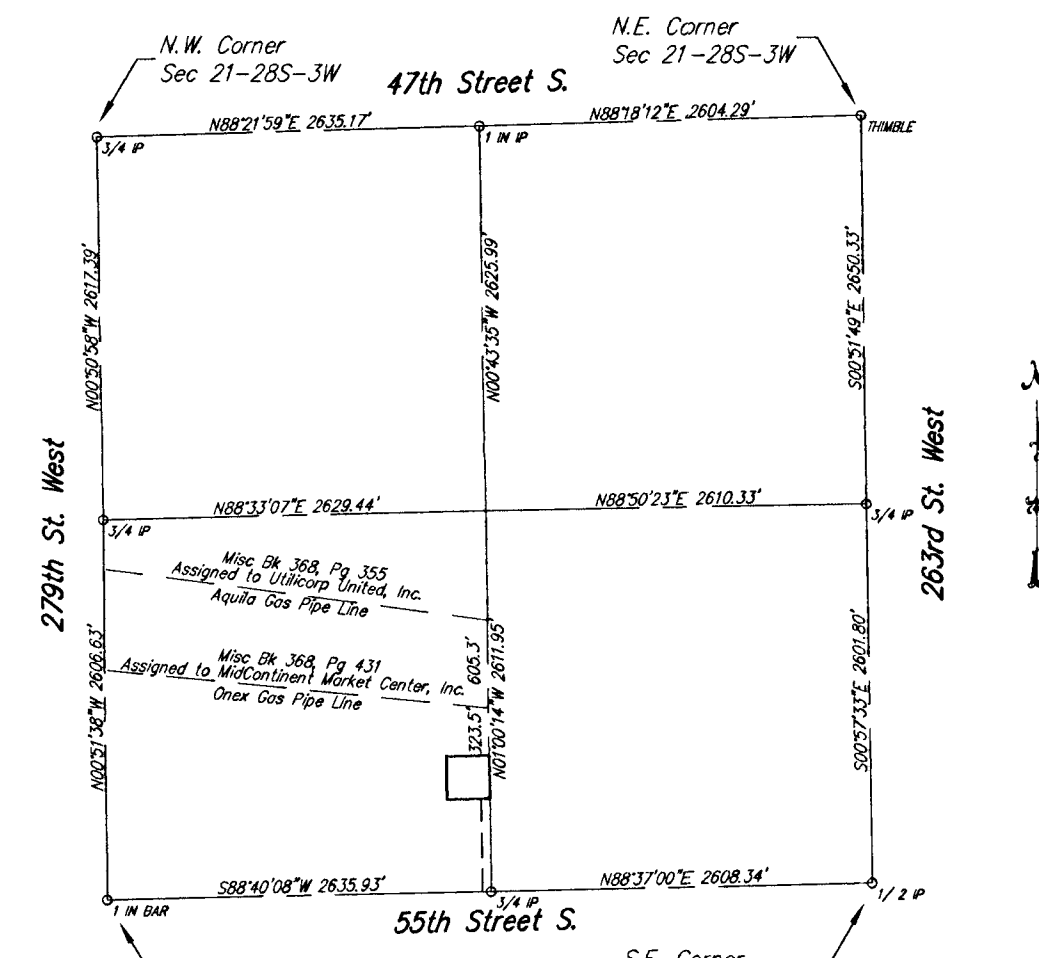 N.W. Corner
Sec 21-28S-3W
N.E. Corner
Sec 21-28S-3W
47th Street S.
N88°21'59"E 2635.17'
N88°18'12"E 2604.29'
3/4 IP
1 IN IP
THIMBLE
N00°50'58"W 2617.39'
N00°43'35"W 2625.99'
S00°51'49"E 2650.33'
279th St. West
263rd St. West
N
N88°33'07"E 2629.44'
N88°50'23"E 2610.33'
3/4 IP
3/4 IP
Misc Bk 368, Pg 355
Assigned to Utilicorp United, Inc.
Aquila Gas Pipe Line
Misc Bk 368, Pg 431
Assigned to MidContinent Market Center, Inc.
Onex Gas Pipe Line
N00°51'38"W 2606.63'
605.3'
323.5'
N01°00'14"W 2611.95'
S00°57'33"E 2601.80'
S88°40'08"W 2635.93'
N88°37'00"E 2608.34'
1 IN BAR
3/4 IP
1/2 IP
55th Street S.
S.E. Corner